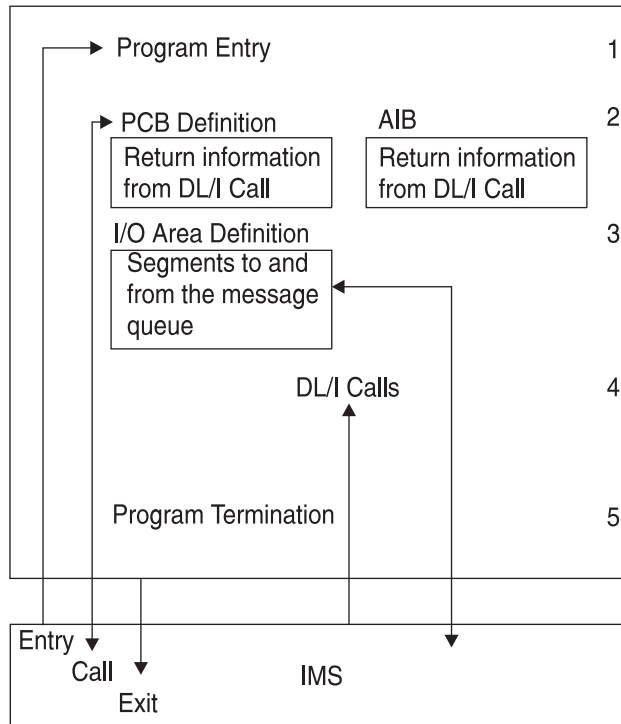 Program Entry 1
PCB Definition AIB 2
Return information
from DL/I Call
Return information
from DL/I Call
I/O Area Definition 3
Segments to and
from the message
queue
DL/I Calls 4
Program Termination 5
Entry
Call
Exit
IMS